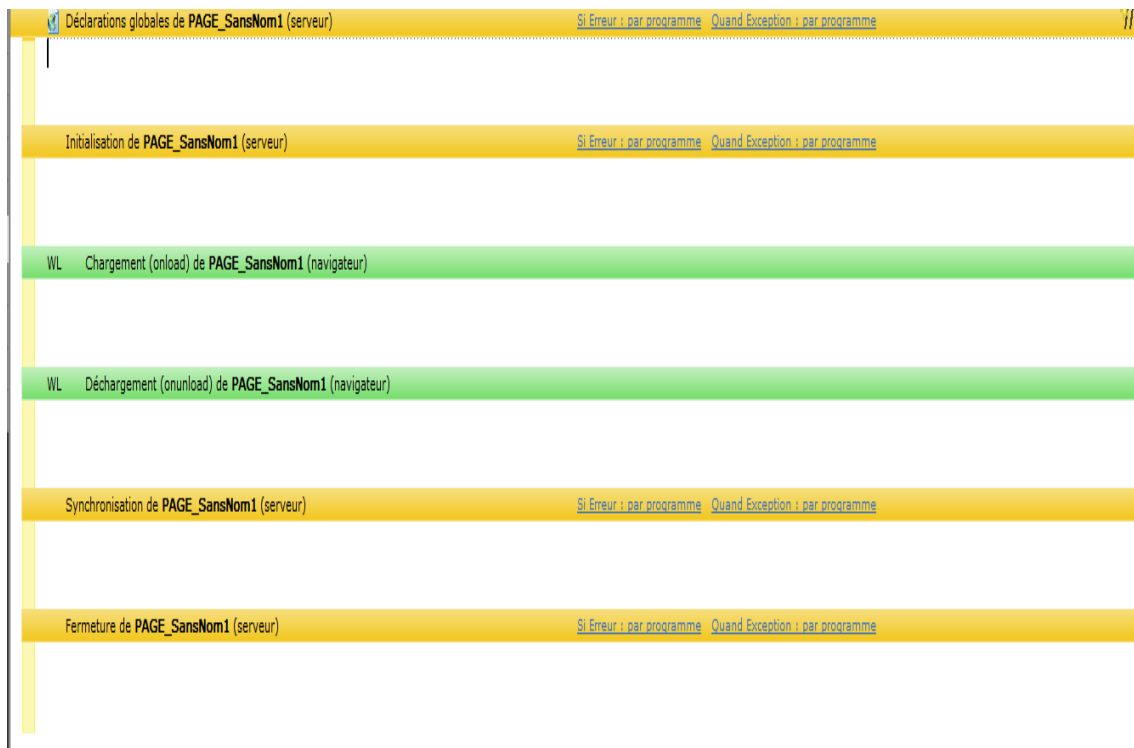 Déclarations globales de PAGE_SansNom1 (serveur) Si Erreur : par programme Quand Exception : par programme
Initialisation de PAGE_SansNom1 (serveur) Si Erreur : par programme Quand Exception : par programme
WL Chargement (onload) de PAGE_SansNom1 (navigateur)
WL Déchargement (onunload) de PAGE_SansNom1 (navigateur)
Synchronisation de PAGE_SansNom1 (serveur) Si Erreur : par programme Quand Exception : par programme
Fermeture de PAGE_SansNom1 (serveur) Si Erreur : par programme Quand Exception : par programme